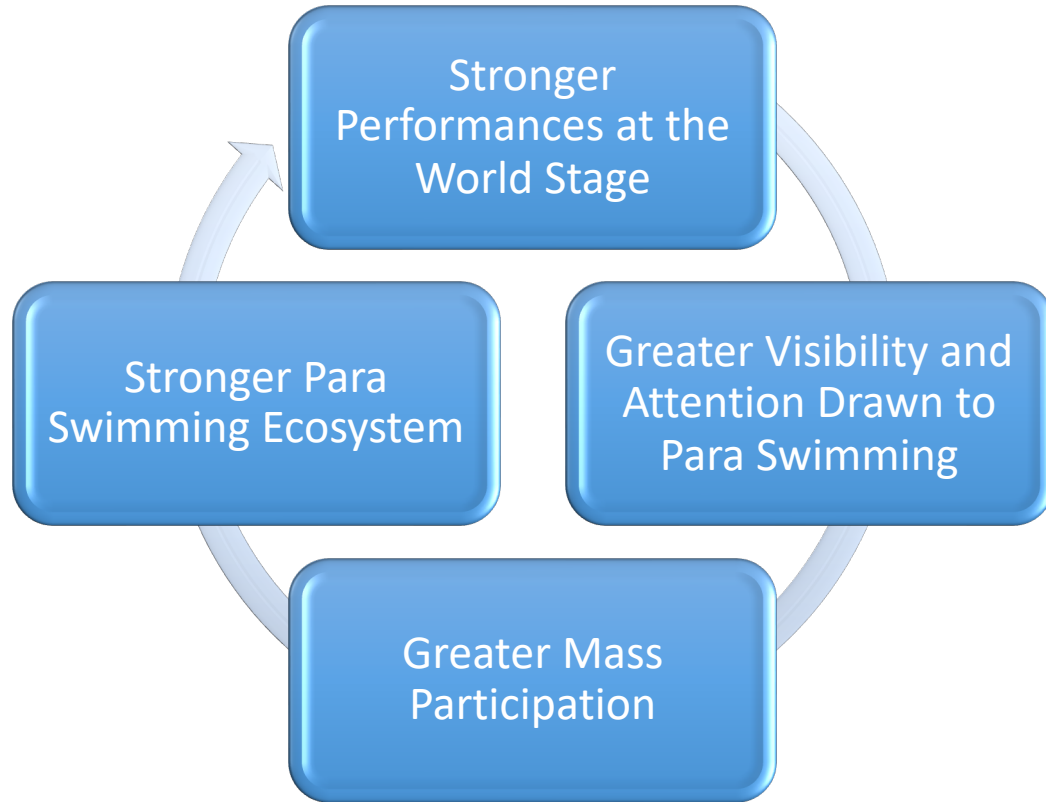 Stronger
Performances at the
World Stage
Greater Visibility and
Attention Drawn to
Para Swimming
Greater Mass
Participation
Stronger Para
Swimming Ecosystem